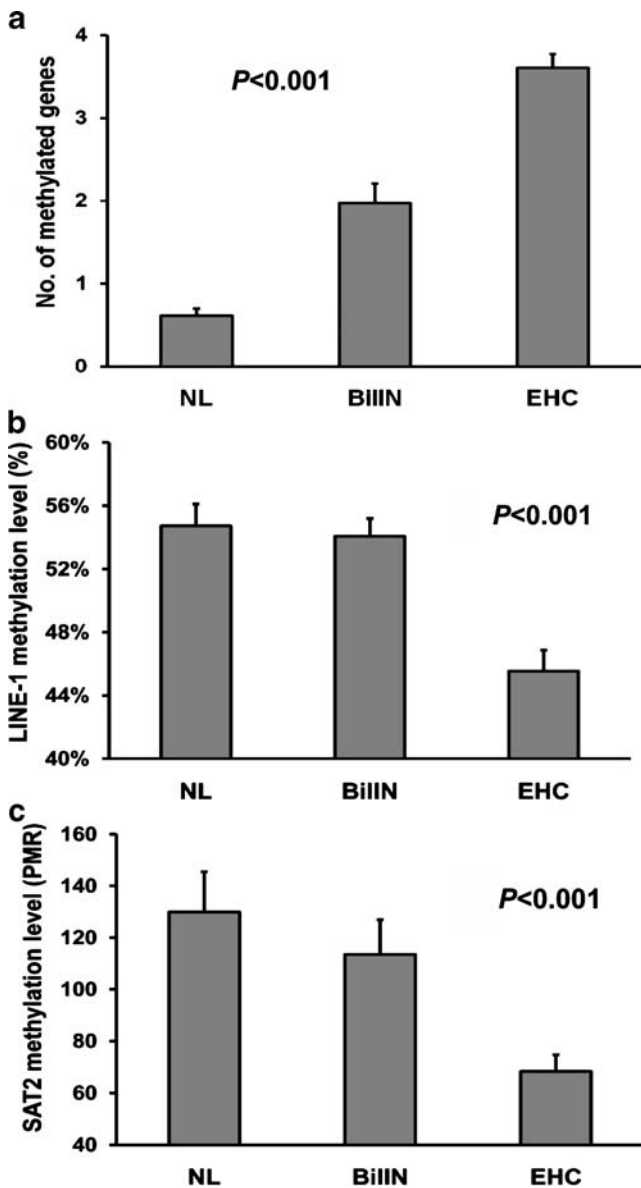 a
No. of methylated genes
4
3
2
1
0
P<0.001
NL BilIN EHC
b
LINE-1 methylation level (%)
60%
56%
52%
48%
44%
40%
P<0.001
NL BilIN EHC
c
SAT2 methylation level (PMR)
160
140
120
100
80
60
40
P<0.001
NL BilIN EHC